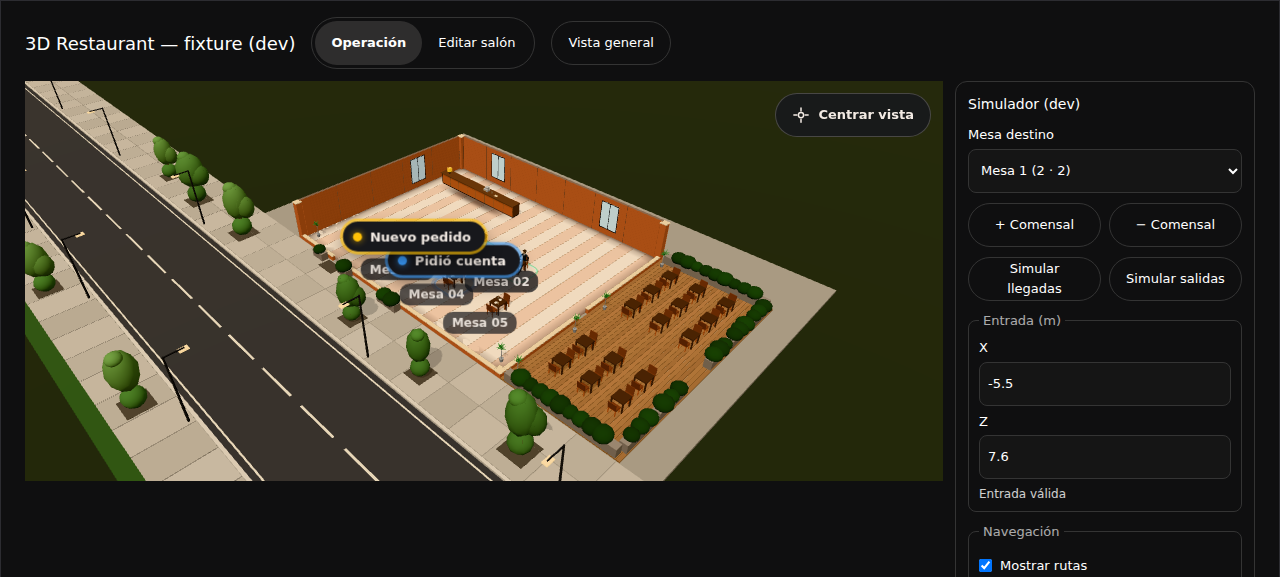 3D Restaurant — fixture (dev)
Operación
Editar salón
Vista general
Centrar vista
Nuevo pedido
Pidió cuenta
Mesa 02
Mesa 04
Mesa 05
Simulador (dev)
Mesa destino
Mesa 1 (2 · 2)
+ Comensal
− Comensal
Simular
llegadas
Simular salidas
Entrada (m)
X
-5.5
Z
7.6
Entrada válida
Navegación
Mostrar rutas